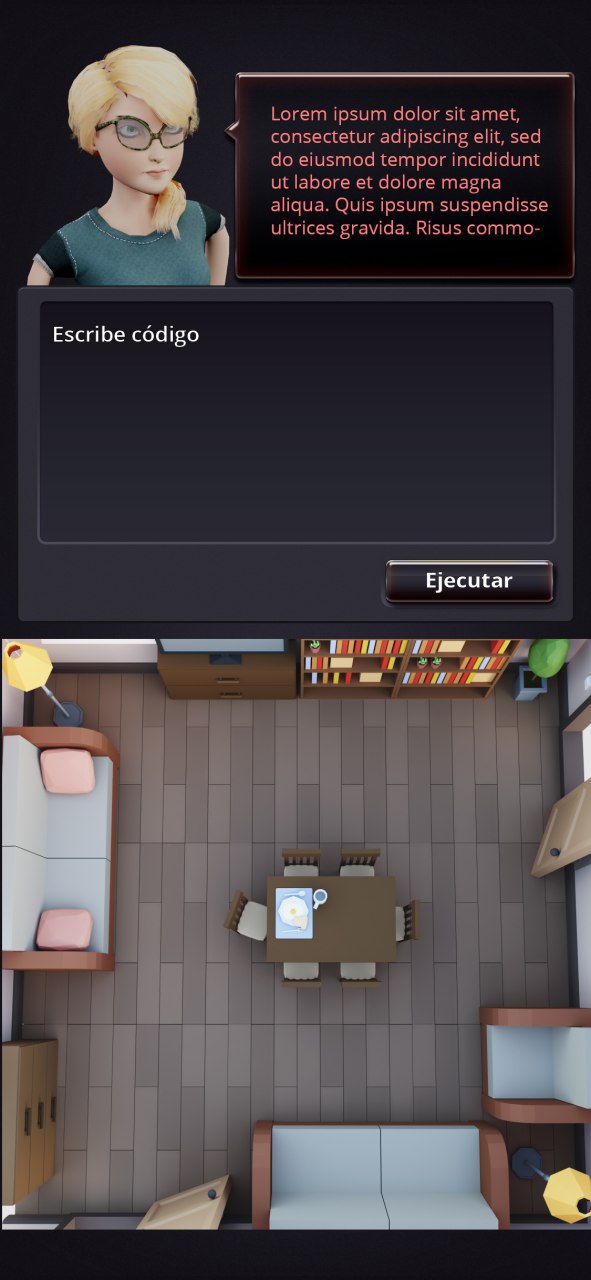 Lorem ipsum dolor sit amet,
consectetur adipiscing elit, sed
do eiusmod tempor incididunt
ut labore et dolore magna
aliqua. Quis ipsum suspendisse
ultrices gravida. Risus commo-
Escribe código
Ejecutar